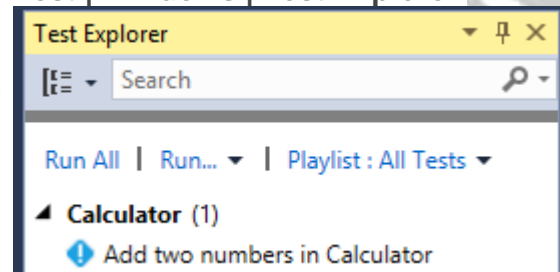 Test Explorer
Search
Run All | Run... | Playlist : All Tests
Calculator (1)
Add two numbers in Calculator